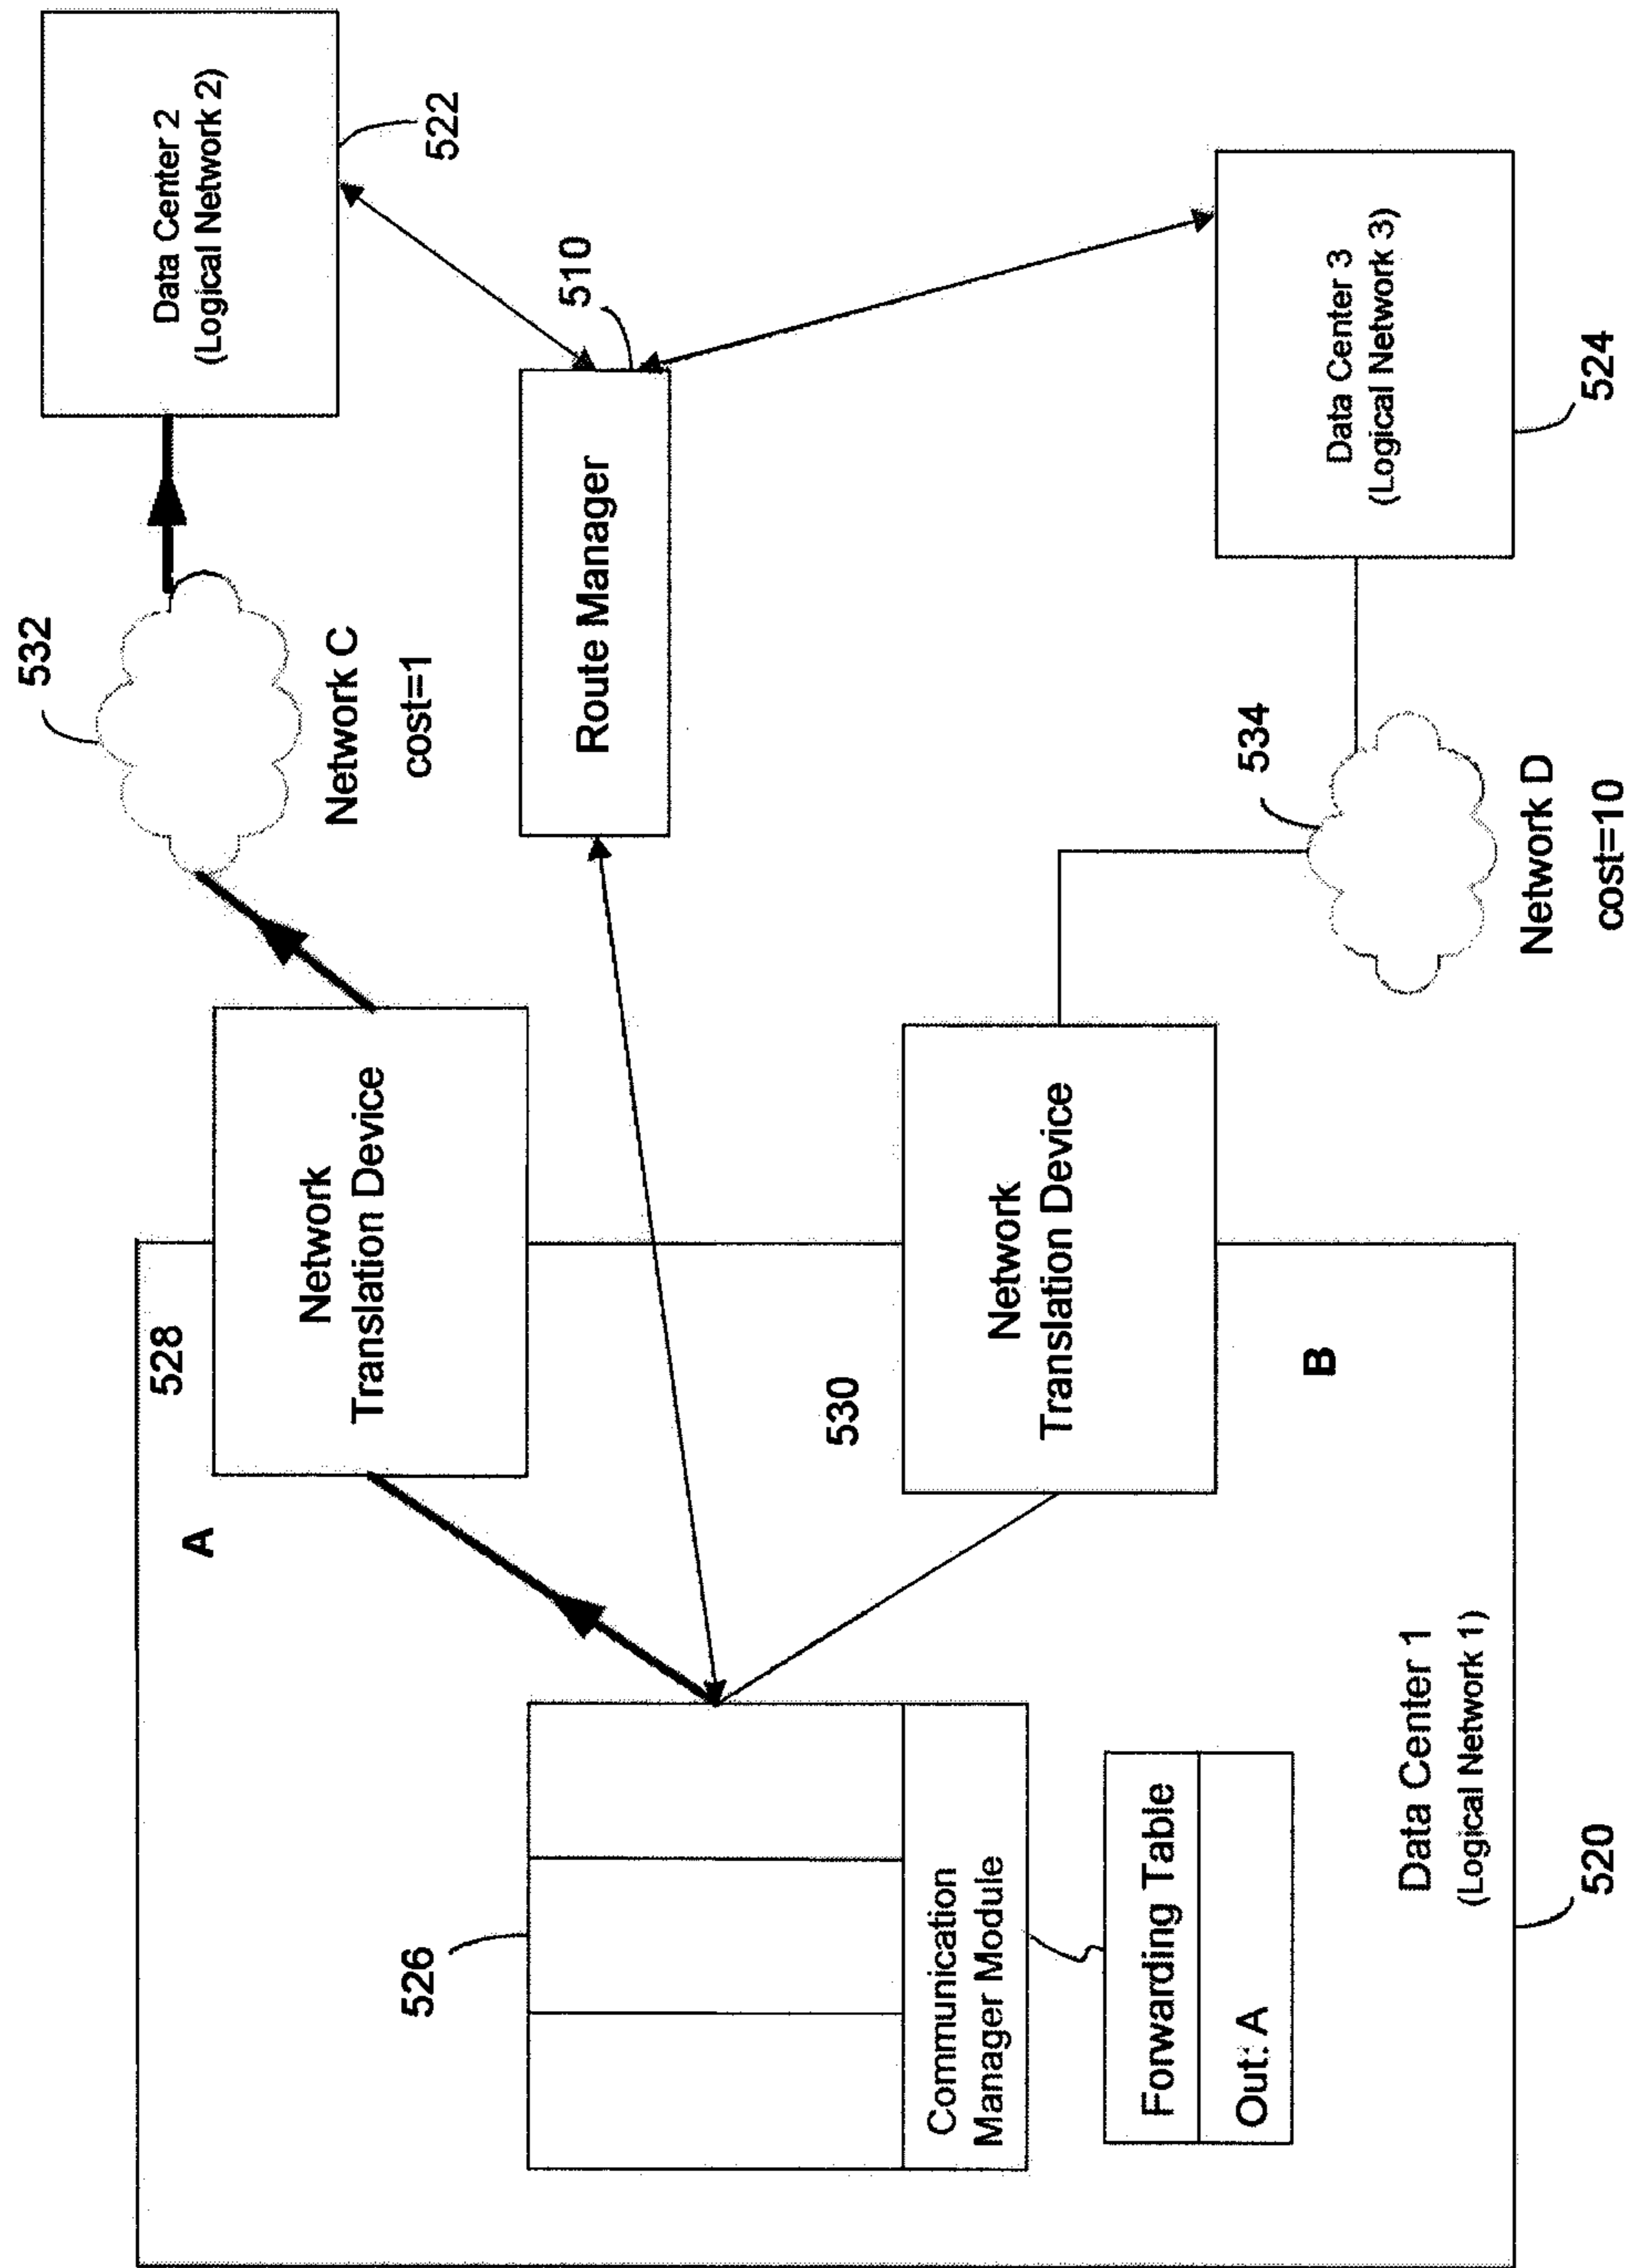 532
Network C
cost=1
Data Center 2
(Logical Network 2)
522
510
Route Manager
528
A
Network
Translation Device
526
Communication
Manager Module
Forwarding Table
Out: A
530
Network
Translation Device
B
534
Network D
cost=10
Data Center 3
(Logical Network 3)
524
Data Center 1
(Logical Network 1)
520